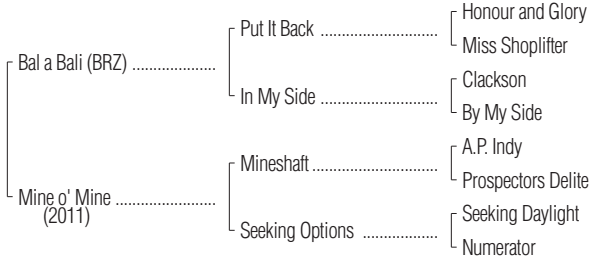 Honour and Glory
Put It Back ........................
Miss Shoplifter
Bal a Bali (BRZ) .................
Clackson
In My Side ........................
By My Side
A.P. Indy
Mineshaft..........................
Prospectors Delite
Mine o' Mine ....................
(2011)
Seeking Daylight
Seeking Options ...............
Numerator